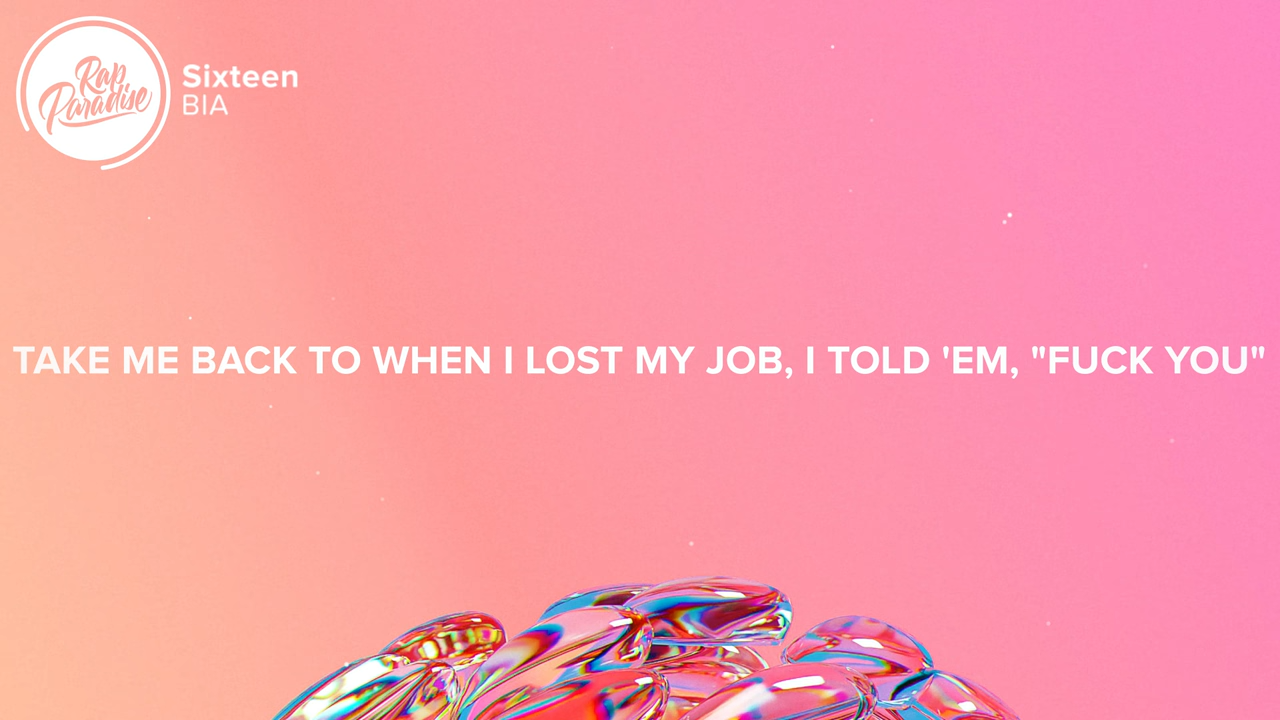 Rap
Paradise
Sixteen
BIA
TAKE ME BACK TO WHEN I LOST MY JOB, I TOLD 'EM, "FUCK YOU"